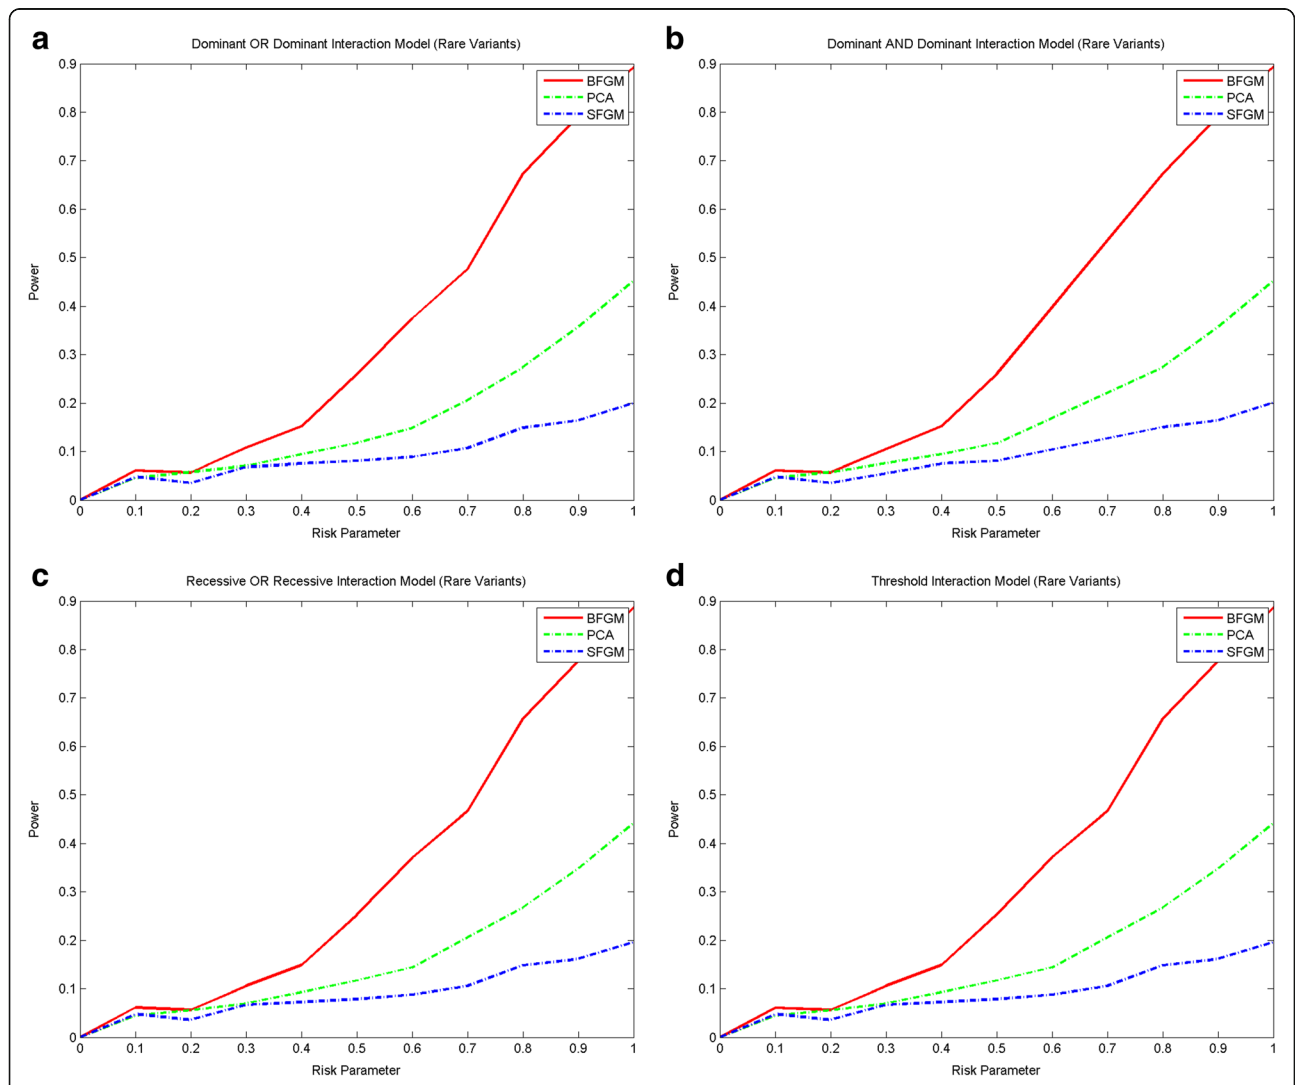 a
Dominant OR Dominant Interaction Model (Rare Variants)
0.9
0.8
0.7
0.6
0.5
0.4
0.3
0.2
0.1
0
Power
BFGM
PCA
SFGM
0 0.1 0.2 0.3 0.4 0.5 0.6 0.7 0.8 0.9 1
Risk Parameter
b
Dominant AND Dominant Interaction Model (Rare Variants)
0.9
0.8
0.7
0.6
0.5
0.4
0.3
0.2
0.1
0
Power
BFGM
PCA
SFGM
0 0.1 0.2 0.3 0.4 0.5 0.6 0.7 0.8 0.9 1
Risk Parameter
c
Recessive OR Recessive Interaction Model (Rare Variants)
0.9
0.8
0.7
0.6
0.5
0.4
0.3
0.2
0.1
0
Power
BFGM
PCA
SFGM
0 0.1 0.2 0.3 0.4 0.5 0.6 0.7 0.8 0.9 1
Risk Parameter
d
Threshold Interaction Model (Rare Variants)
0.9
0.8
0.7
0.6
0.5
0.4
0.3
0.2
0.1
0
Power
BFGM
PCA
SFGM
0 0.1 0.2 0.3 0.4 0.5 0.6 0.7 0.8 0.9 1
Risk Parameter